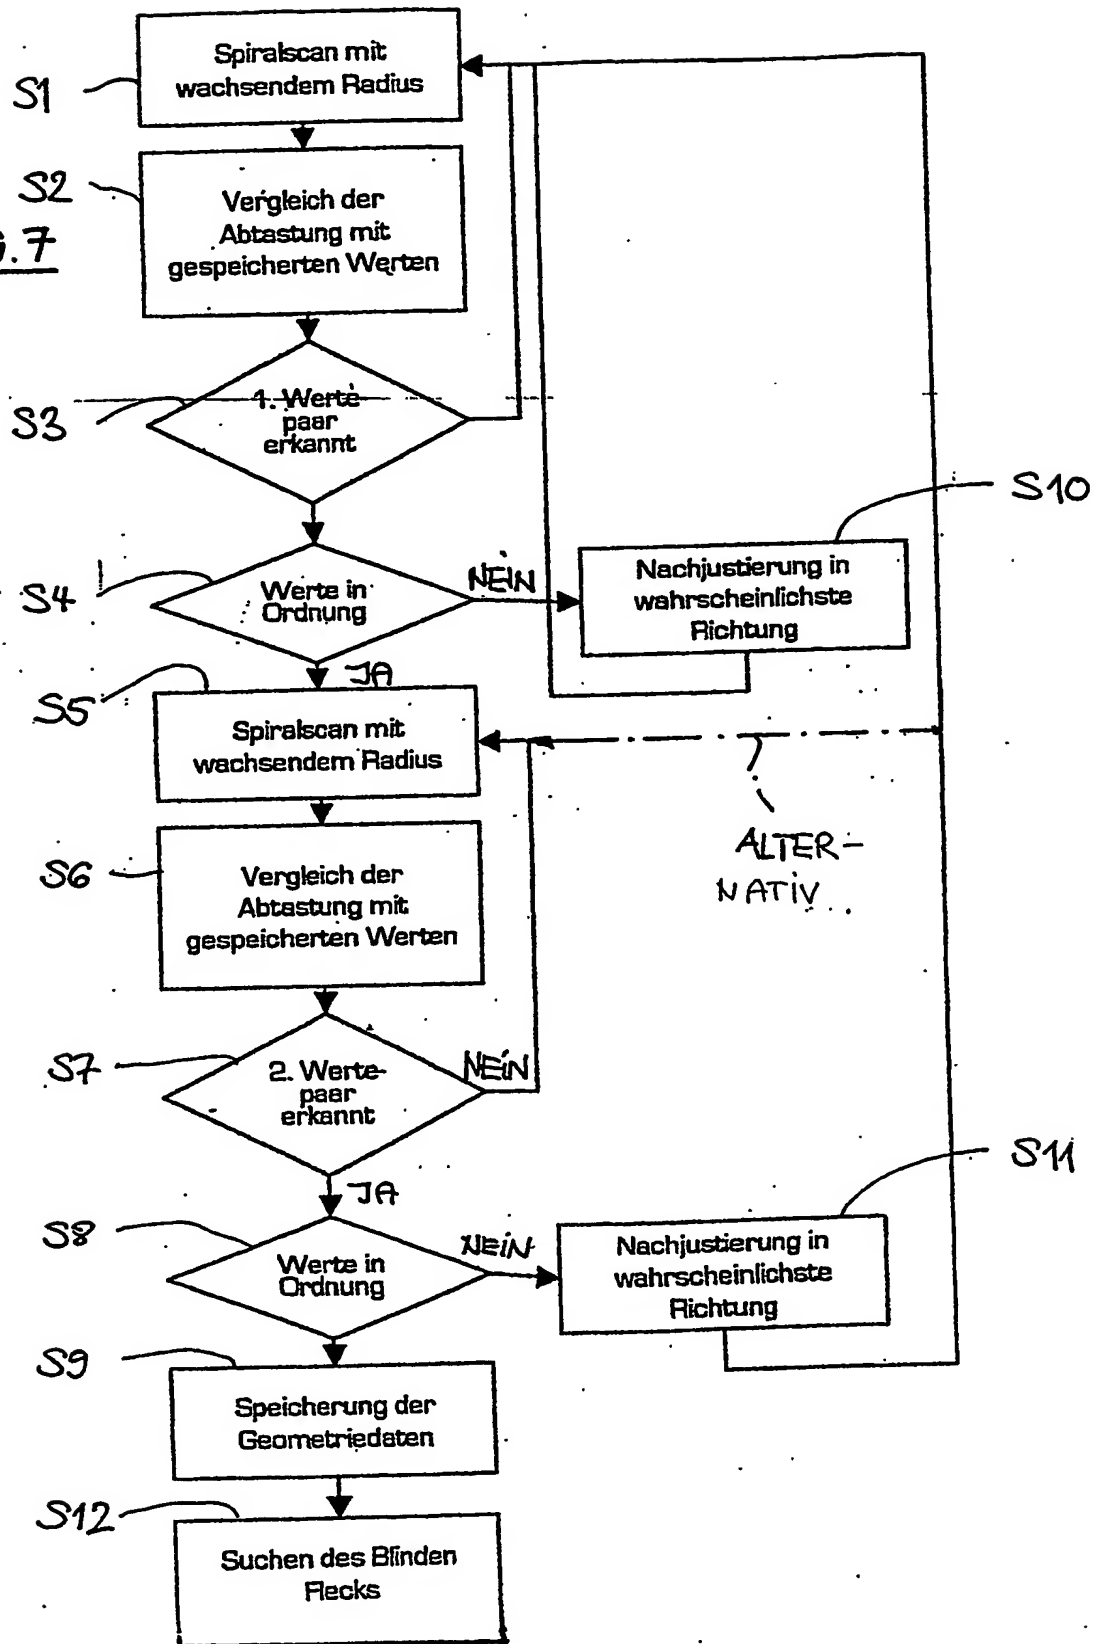 Spiralscan mit
wachsendem Radius
S1
S2
Vergleich der
Abtastung mit
gespeicherten Werten
.7
S3
1. Werte-
paar
erkannt
S10
S4
Werte in
Ordnung
NEIN
Nachjustierung in
wahrscheinlichste
Richtung
JA
S5
Spiralscan mit
wachsendem Radius
ALTER-
NATIV
S6
Vergleich der
Abtastung mit
gespeicherten Werten
S7
2. Werte-
paar
erkannt
NEIN
S11
JA
S8
Werte in
Ordnung
NEIN
Nachjustierung in
wahrscheinlichste
Richtung
S9
Speicherung der
Geometriedaten
S12
Suchen des Blinden
Flecks